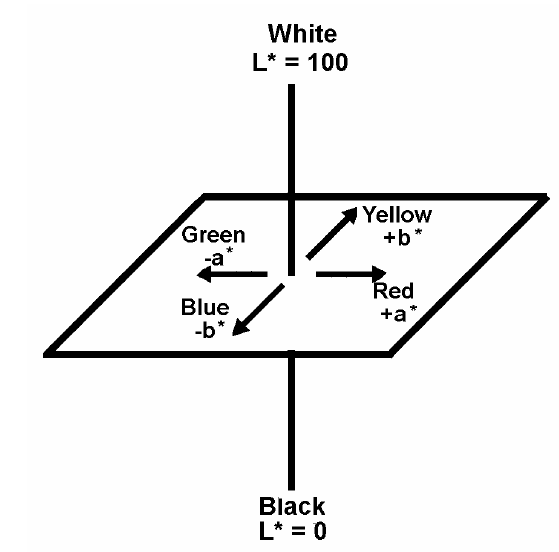 White
L* = 100
Yellow
+b*
Green
-a*
Red
+a*
Blue
-b*
Black
L* = 0